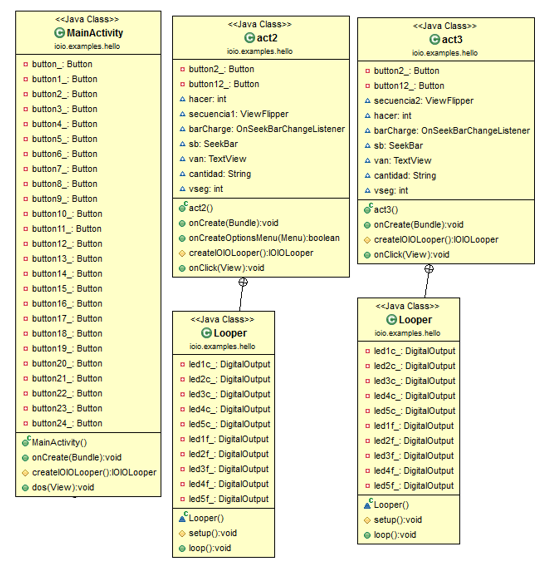 <<Java Class>>
MainActivity
ioio.examples.hello
button_: Button
button1_: Button
button2_: Button
button3_: Button
button4_: Button
button5_: Button
button6_: Button
button7_: Button
button8_: Button
button9_: Button
button10_: Button
button11_: Button
button12_: Button
button13_: Button
button14_: Button
button15_: Button
button16_: Button
button17_: Button
button18_: Button
button19_: Button
button20_: Button
button21_: Button
button22_: Button
button23_: Button
button24_: Button
MainActivity()
onCreate(Bundle):void
createIOIOLooper():IOIOLooper
dos(View):void
<<Java Class>>
act2
ioio.examples.hello
button2_: Button
button12_: Button
hacer: int
secuencia1: ViewFlipper
barCharge: OnSeekBarChangeListener
sb: SeekBar
van: TextView
cantidad: String
vseg: int
act2()
onCreate(Bundle):void
onCreateOptionsMenu(Menu):boolean
createIOIOLooper():IOIOLooper
onClick(View):void
<<Java Class>>
Looper
ioio.examples.hello
led1c_: DigitalOutput
led2c_: DigitalOutput
led3c_: DigitalOutput
led4c_: DigitalOutput
led5c_: DigitalOutput
led1f_: DigitalOutput
led2f_: DigitalOutput
led3f_: DigitalOutput
led4f_: DigitalOutput
led5f_: DigitalOutput
Looper()
setup():void
loop():void
<<Java Class>>
act3
ioio.examples.hello
button2_: Button
button12_: Button
secuencia2: ViewFlipper
hacer: int
barCharge: OnSeekBarChangeListener
sb: SeekBar
van: TextView
cantidad: String
vseg: int
act3()
onCreate(Bundle):void
createIOIOLooper():IOIOLooper
onClick(View):void
<<Java Class>>
Looper
ioio.examples.hello
led1c_: DigitalOutput
led2c_: DigitalOutput
led3c_: DigitalOutput
led4c_: DigitalOutput
led5c_: DigitalOutput
led1f_: DigitalOutput
led2f_: DigitalOutput
led3f_: DigitalOutput
led4f_: DigitalOutput
led5f_: DigitalOutput
Looper()
setup():void
loop():void